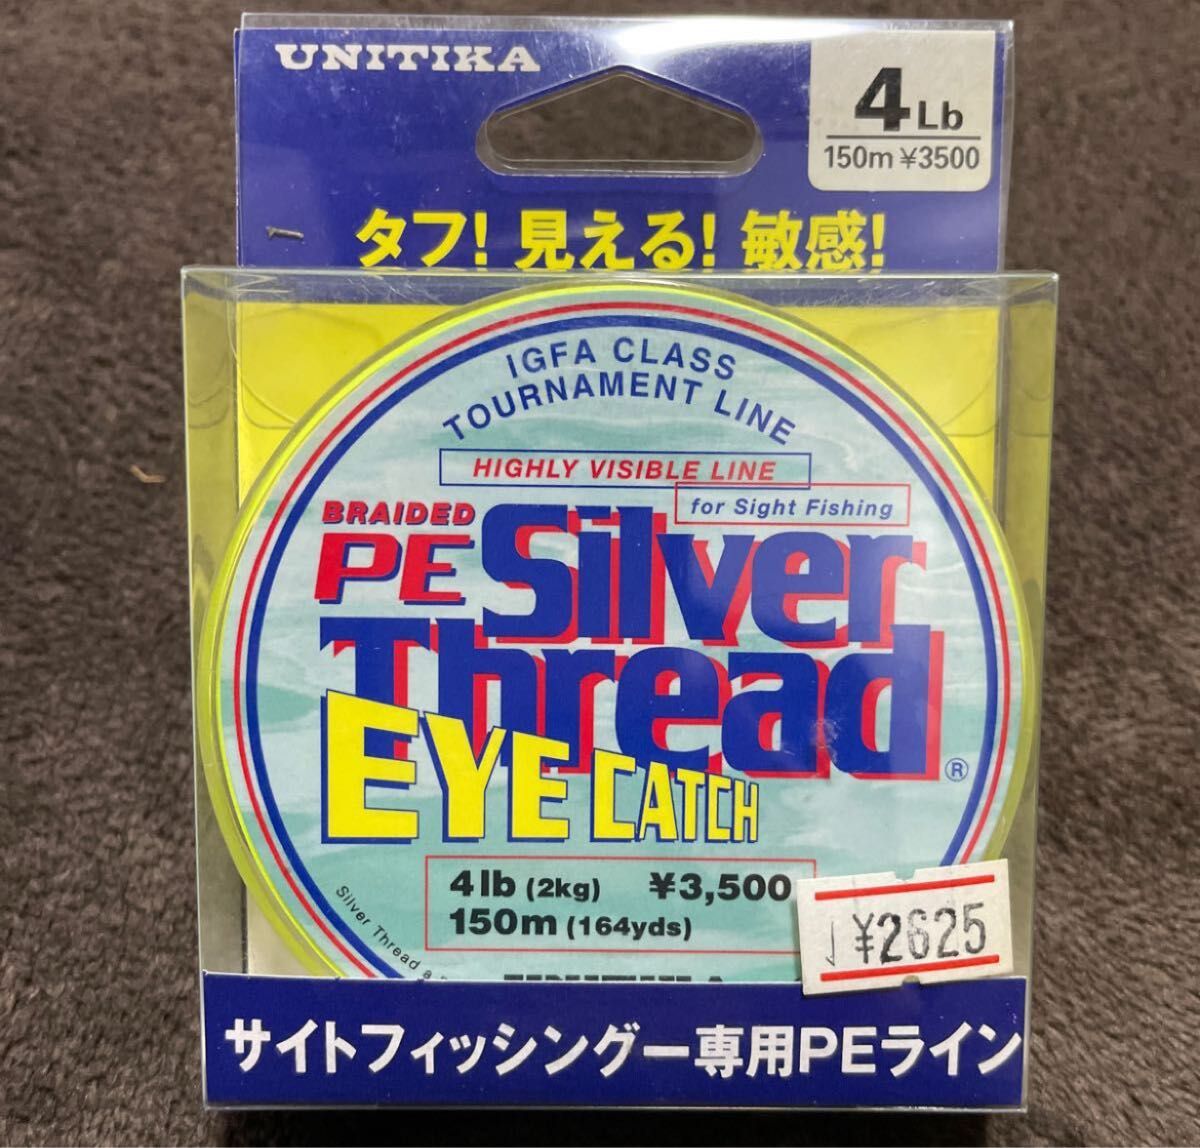 UNITIKA
4Lb
150m ¥3500
タフ! 見える! 敏感!
IGFA CLASS
TOURNAMENT LINE
HIGHLY VISIBLE LINE
for Sight Fishing
BRAIDED
PE Silver
Thread
®
EYE CATCH
4lb (2kg) ¥3,500
150m (164yds)
¥2625
Silver Thread a
サイトフィッシングー専用PEライン